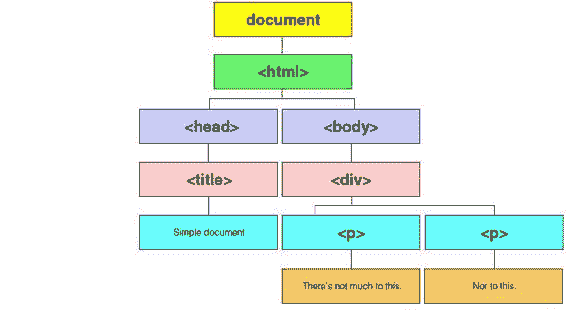 document
<html>
<head>
<body>
<title>
<div>
Simple document
<p>
<p>
There's not much to this.
Nor to this.